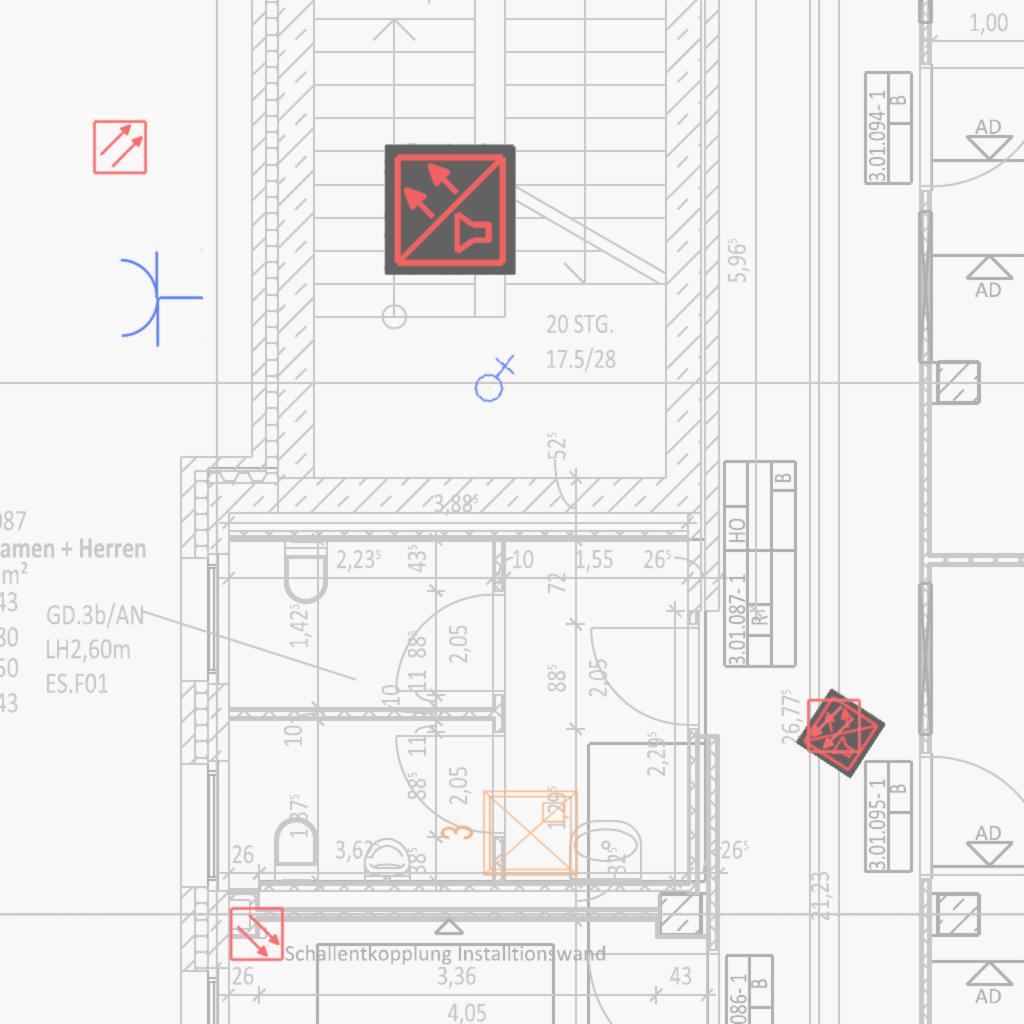 1,00
3.01.094- 1
B
AD
AD
5,96⁵
20 STG.
17.5/28
52⁵
3,88⁵
087
amen + Herren
m²
43
80
50
43
GD.3b/AN
LH2,60m
ES.F01
2,23⁵
43⁵
10
1,55
26⁵
72
1,42⁵
88⁵
2,05
11
10
88⁵
2,05
HO
B
3.01.087- 1
R
26,77⁵
10
11
88⁵
2,05
2,29⁵
3
1,29⁵
1,37⁵
26
3,62⁵
38⁵
32⁵
26⁵
3.01.095- 1
B
AD
21,23
Schallentkopplung Installtionswand
26
3,36
43
4,05
086- 1
B
AD